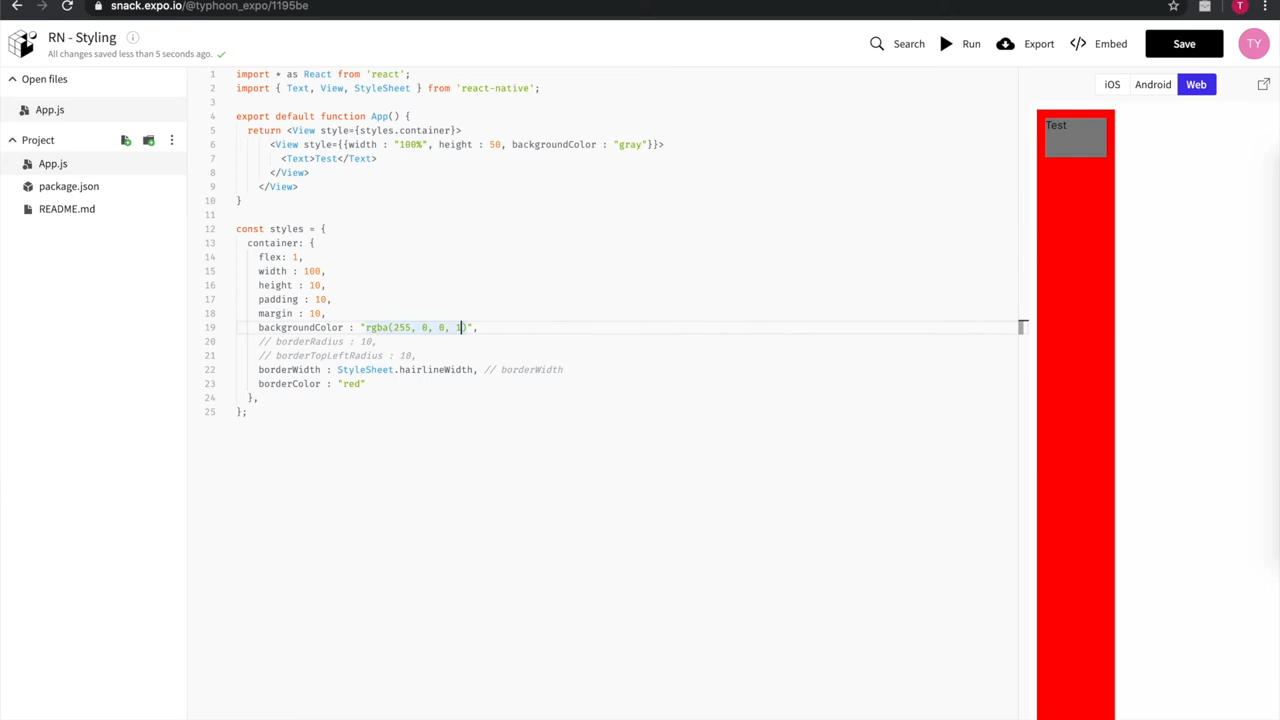 snack.expo.io/@typhoon_expo/1195be
T
RN - Styling
All changes saved less than 5 seconds ago.
Search
Run
Export
Embed
Save
TY
Open files
App.js
Project
App.js
package.json
README.md
1 import * as React from 'react';
2 import { Text, View, StyleSheet } from 'react-native';
3
4 export default function App() {
5 return <View style={styles.container}>
6 <View style={{width : "100%", height : 50, backgroundColor : "gray"}}>
7 <Text>Test</Text>
8 </View>
9 </View>
10 }
11
12 const styles = {
13 container: {
14 flex: 1,
15 width : 100,
16 height : 10,
17 padding : 10,
18 margin : 10,
19 backgroundColor : "rgba(255, 0, 0, 1)",
20 // borderRadius : 10,
21 // borderTopLeftRadius : 10,
22 borderWidth : StyleSheet.hairlineWidth, // borderWidth
23 borderColor : "red"
24 },
25 };
iOS
Android
Web
Test